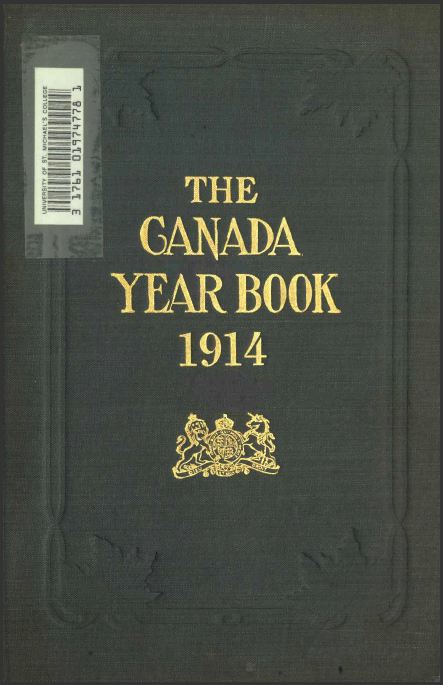 UNIVERSITY OF ST. MICHAEL'S COLLEGE
3 1761 01974778 1
THE
CANADA
YEAR BOOK
1914